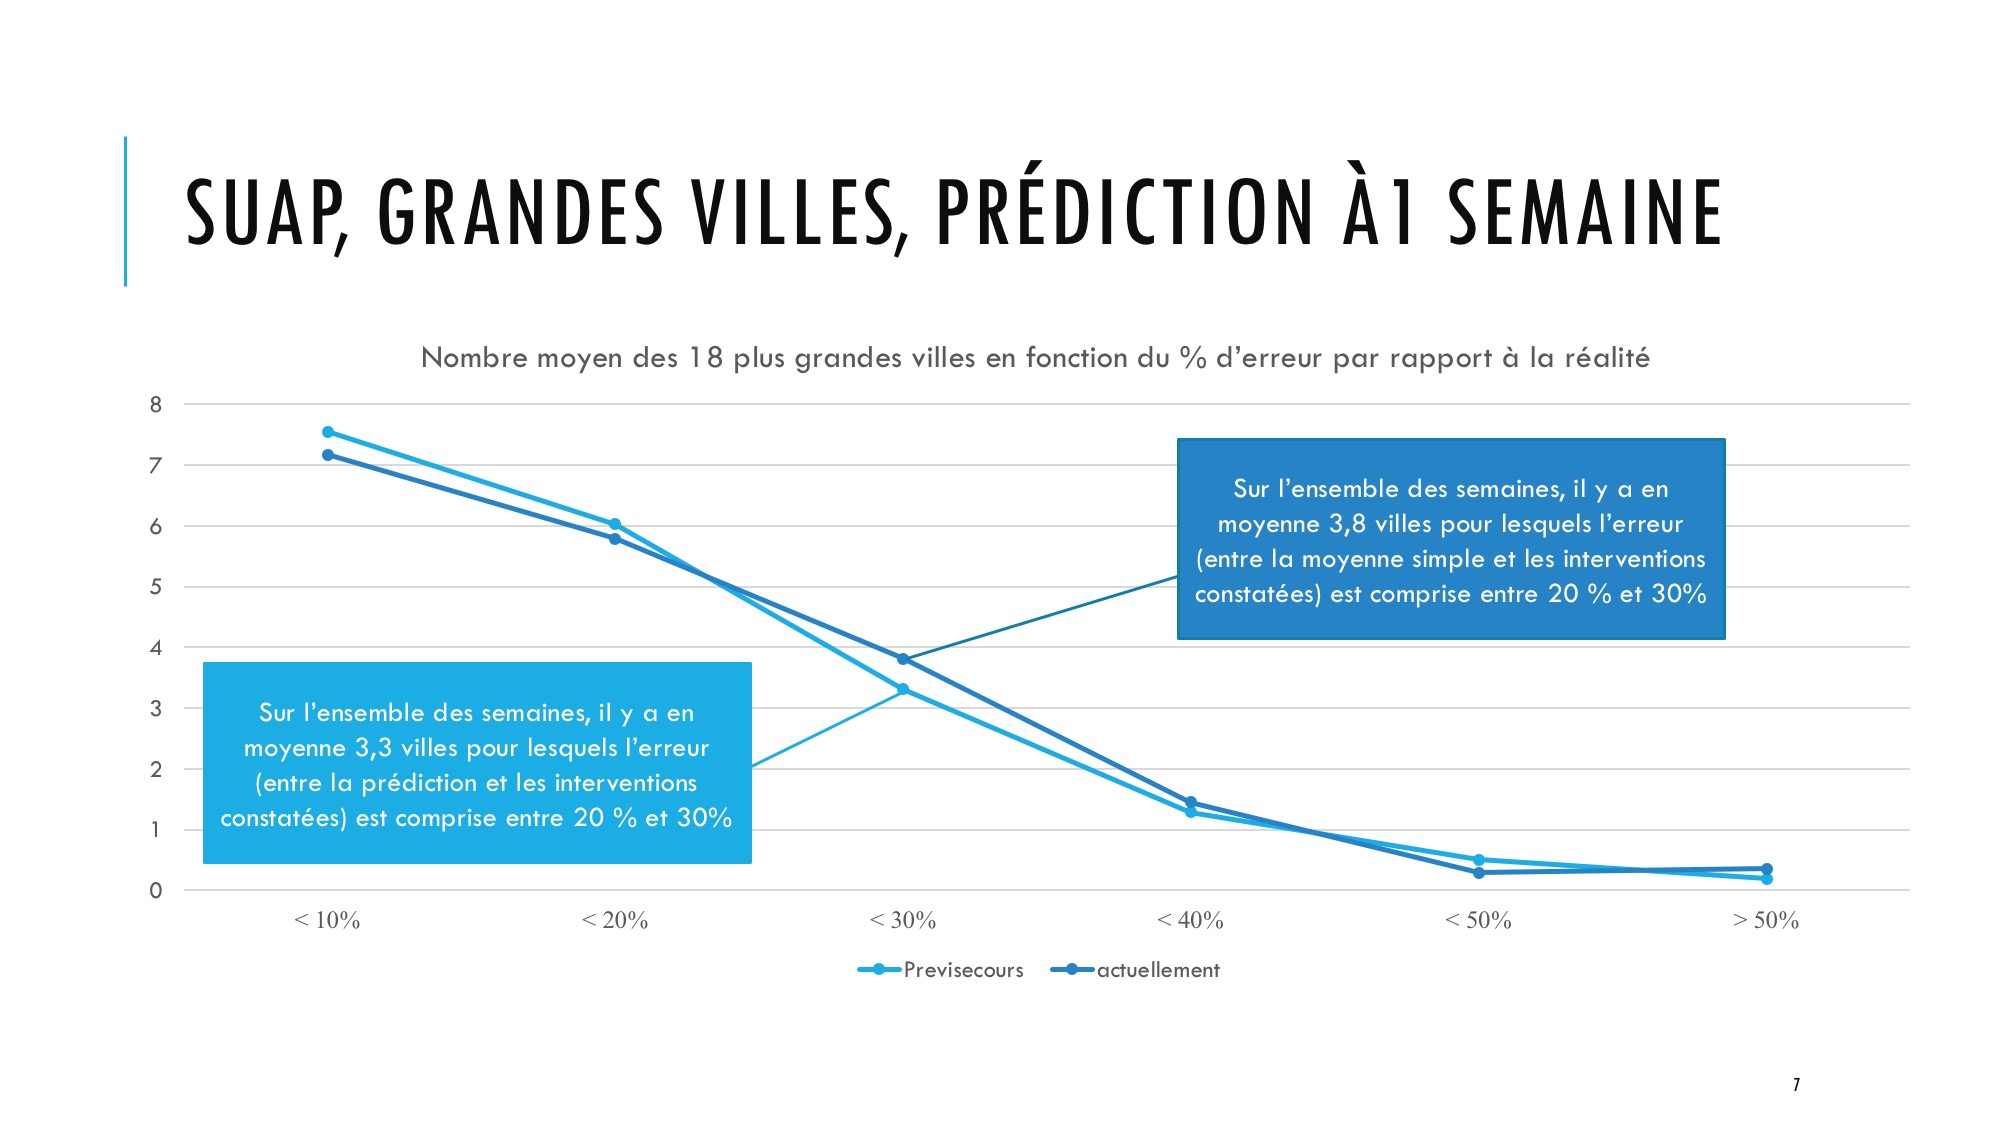 SUAP, GRANDES VILLES, PRÉDICTION À1 SEMAINE
Nombre moyen des 18 plus grandes villes en fonction du % d’erreur par rapport à la réalité
8
7
6
5
4
3
2
1
0
Sur l’ensemble des semaines, il y a en
moyenne 3,8 villes pour lesquels l’erreur
(entre la moyenne simple et les interventions
constatées) est comprise entre 20 % et 30%
Sur l’ensemble des semaines, il y a en
moyenne 3,3 villes pour lesquels l’erreur
(entre la prédiction et les interventions
constatées) est comprise entre 20 % et 30%
< 10%
< 20%
< 30%
< 40%
< 50%
> 50%
Previsecours
actuellement
7